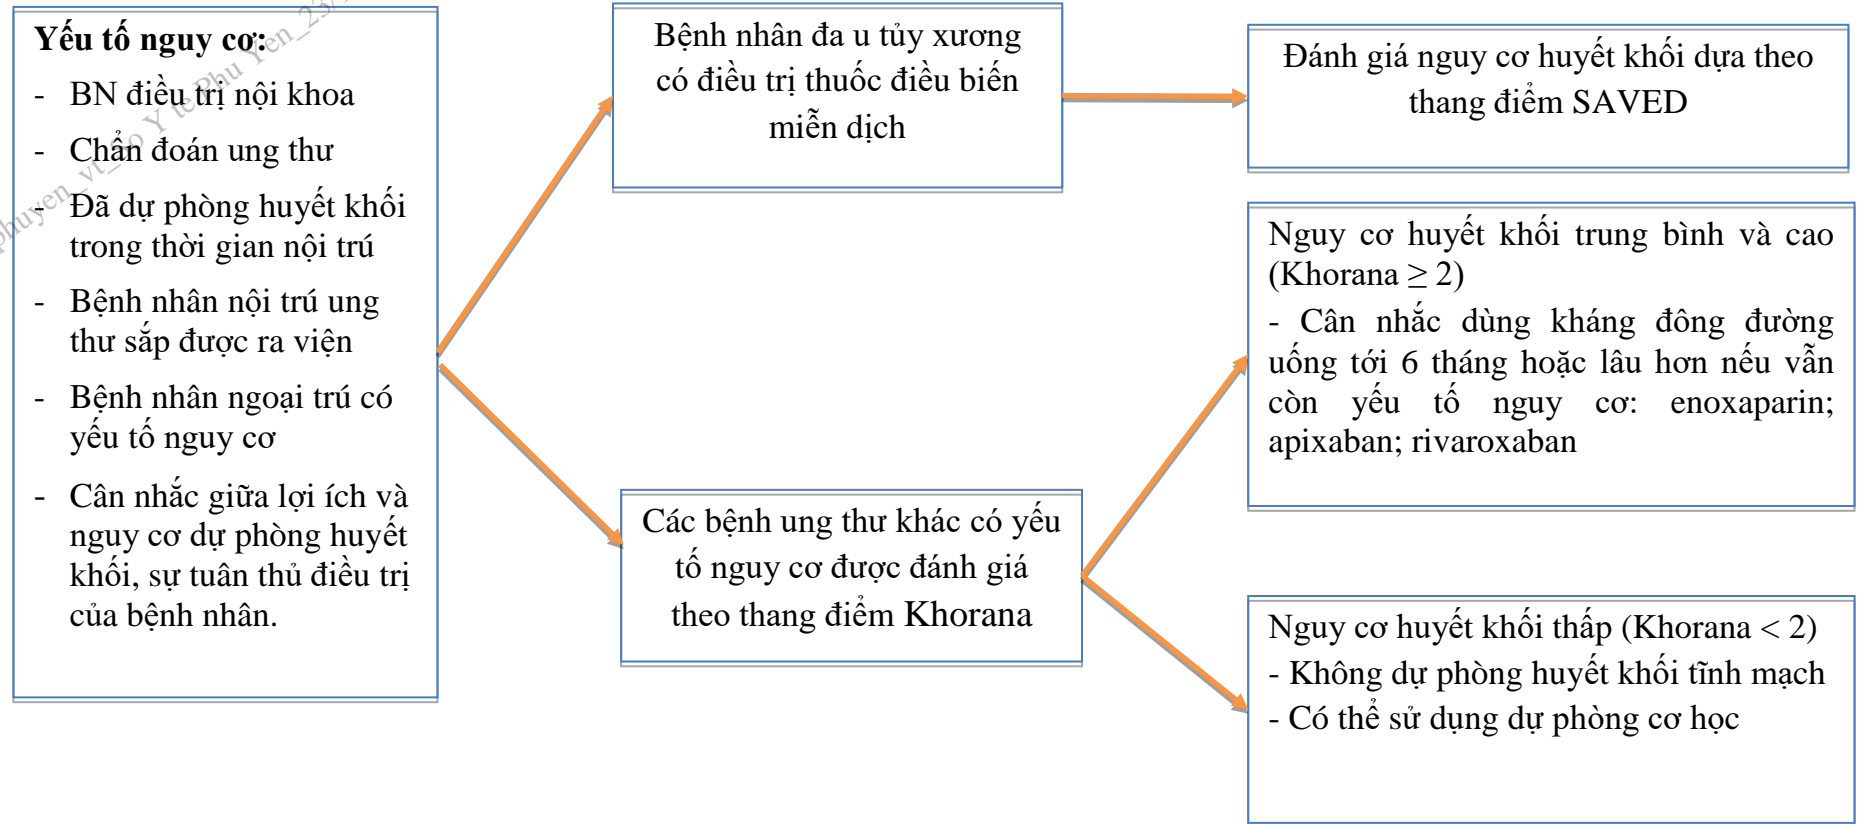 Yếu tố nguy cơ:
- BN điều trị nội khoa
- Chẩn đoán ung thư
- Đã dự phòng huyết khối
trong thời gian nội trú
- Bệnh nhân nội trú ung
thư sắp được ra viện
- Bệnh nhân ngoại trú có
yếu tố nguy cơ
- Cân nhắc giữa lợi ích và
nguy cơ dự phòng huyết
khối, sự tuân thủ điều trị
của bệnh nhân.
Bệnh nhân đa u tủy xương
có điều trị thuốc điều biến
miễn dịch
Đánh giá nguy cơ huyết khối dựa theo
thang điểm SAVED
Các bệnh ung thư khác có yếu
tố nguy cơ được đánh giá
theo thang điểm Khorana
Nguy cơ huyết khối trung bình và cao
(Khorana ≥ 2)
- Cân nhắc dùng kháng đông đường
uống tới 6 tháng hoặc lâu hơn nếu vẫn
còn yếu tố nguy cơ: enoxaparin;
apixaban; rivaroxaban
Nguy cơ huyết khối thấp (Khorana < 2)
- Không dự phòng huyết khối tĩnh mạch
- Có thể sử dụng dự phòng cơ học